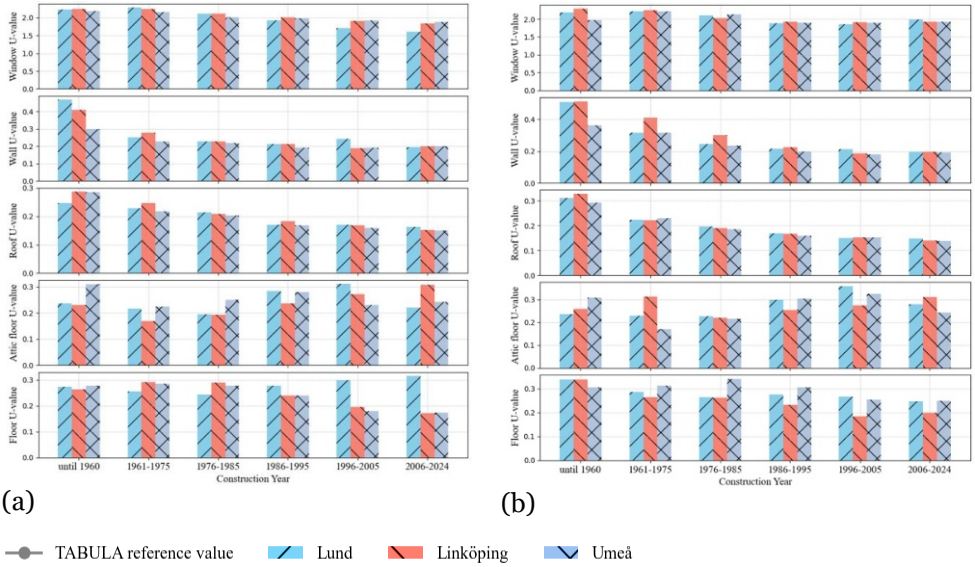 Window U-value
2.0
1.5
1.0
0.5
0.0
Wall U-value
0.4
0.3
0.2
0.1
0.0
Roof U-value
0.3
0.2
0.1
0.0
Attic floor U-value
0.3
0.2
0.1
0.0
Floor U-value
0.3
0.2
0.1
0.0
until 1960 1961-1975 1976-1985 1986-1995 1996-2005 2006-2024
Construction Year
(a)
Window U-value
2.0
1.5
1.0
0.5
0.0
Wall U-value
0.4
0.2
0.0
Roof U-value
0.3
0.2
0.1
0.0
Attic floor U-value
0.3
0.2
0.1
0.0
Floor U-value
0.3
0.2
0.1
0.0
until 1960 1961-1975 1976-1985 1986-1995 1996-2005 2006-2024
Construction Year
(b)
TABULA reference value Lund Linköping Umeå